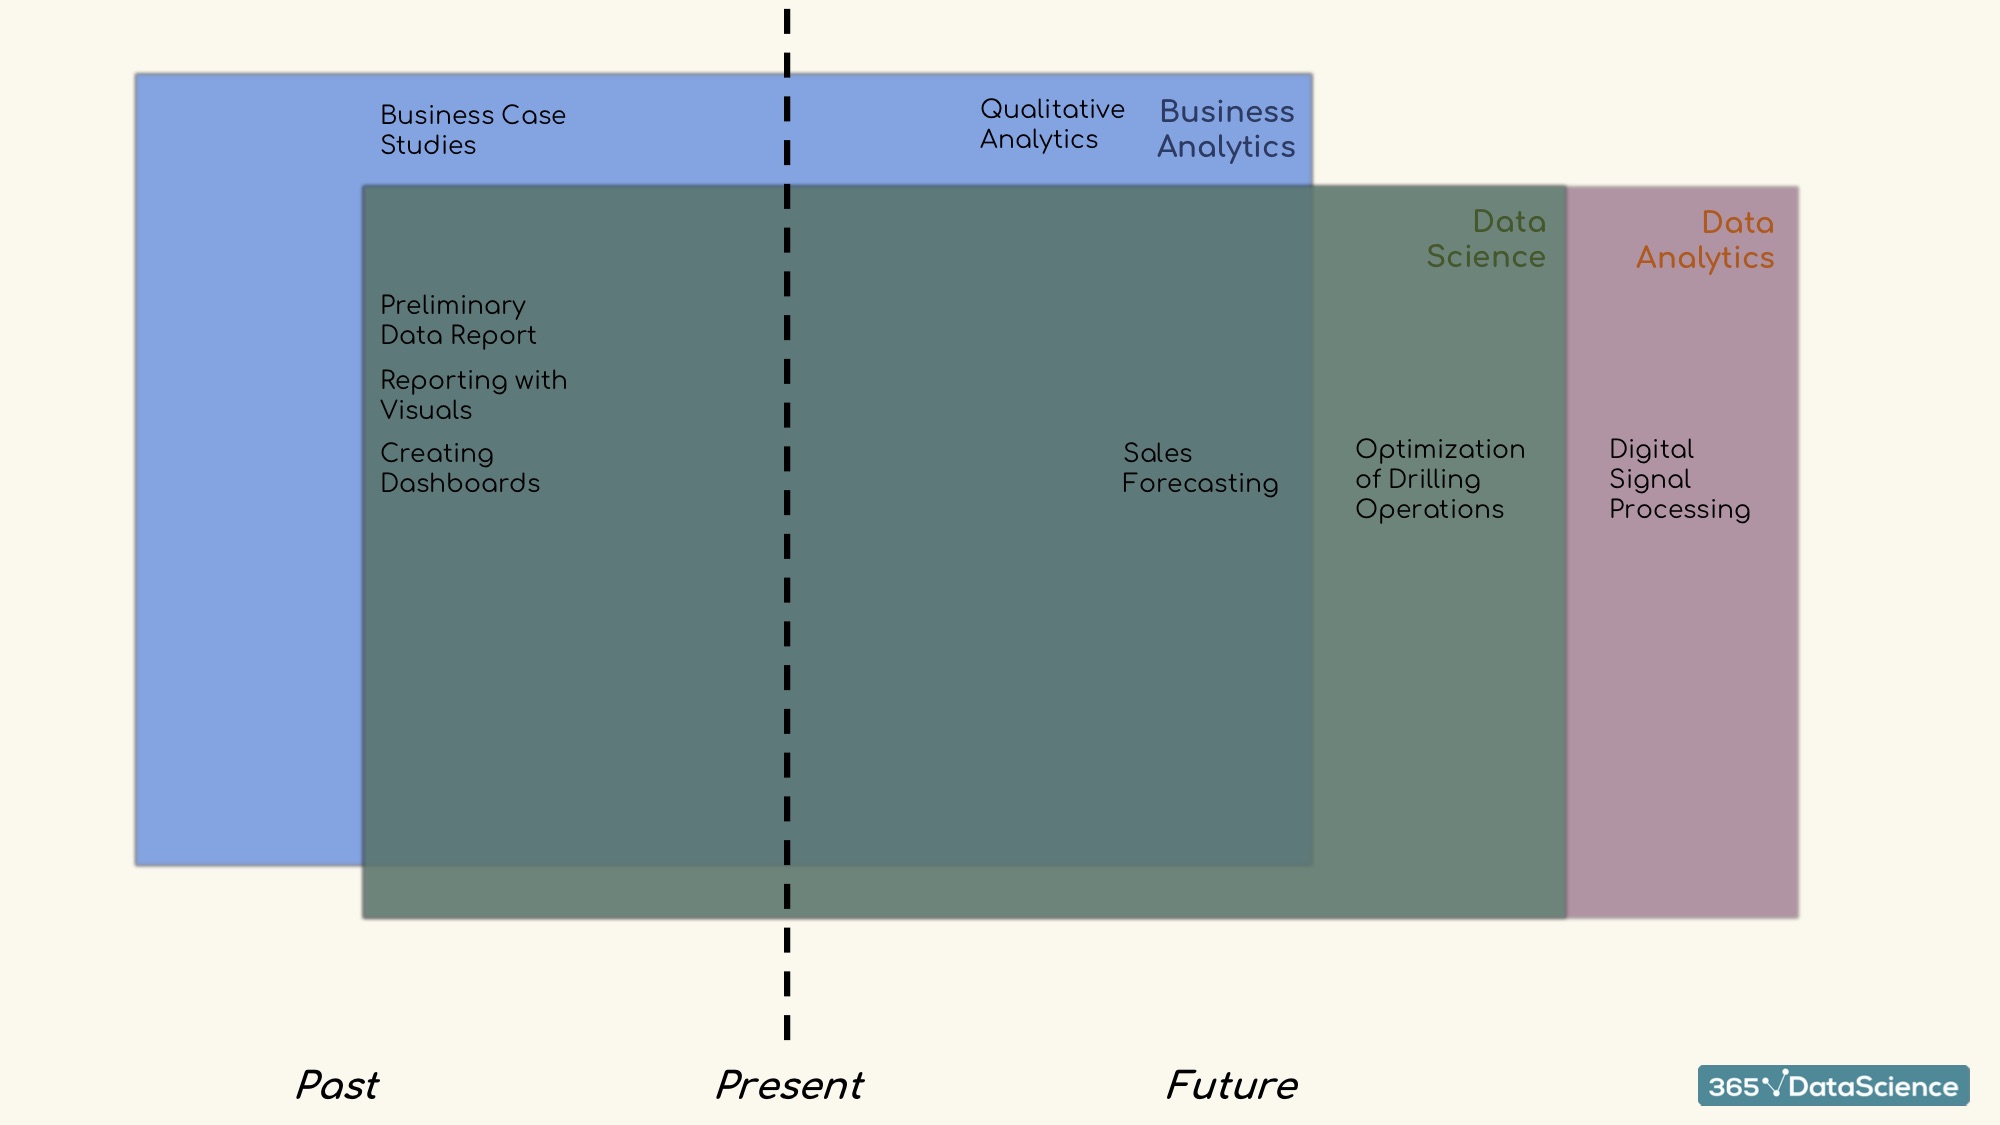 Business Case
Studies
Qualitative
Analytics
Business
Analytics
Data
Science
Data
Analytics
Preliminary
Data Report
Reporting with
Visuals
Creating
Dashboards
Sales
Forecasting
Optimization
of Drilling
Operations
Digital
Signal
Processing
Past
Present
Future
365 DataScience